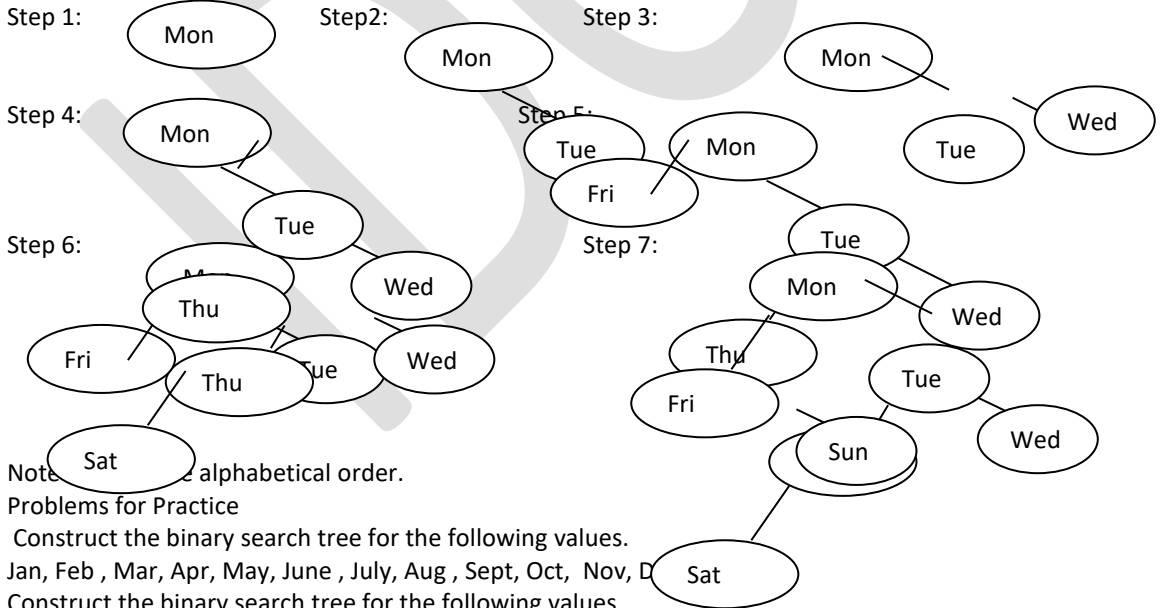 Step 1: Step2: Step 3:
Mon
Mon
Mon
Wed
Tue
Step 4:
Mon
Tue
Wed
Tue
Mon
Fri
Tue
Wed
Thu
Step 6:
Thu
Fri
Tue
Wed
Thu
Sat
Step 7:
Mon
Fri
Tue
Wed
Sun
Sat
Note alphabetical order.
Problems for Practice
Construct the binary search tree for the following values.
Jan, Feb , Mar, Apr, May, June , July, Aug , Sept, Oct, Nov, D
Construct the binary search tree for the following values